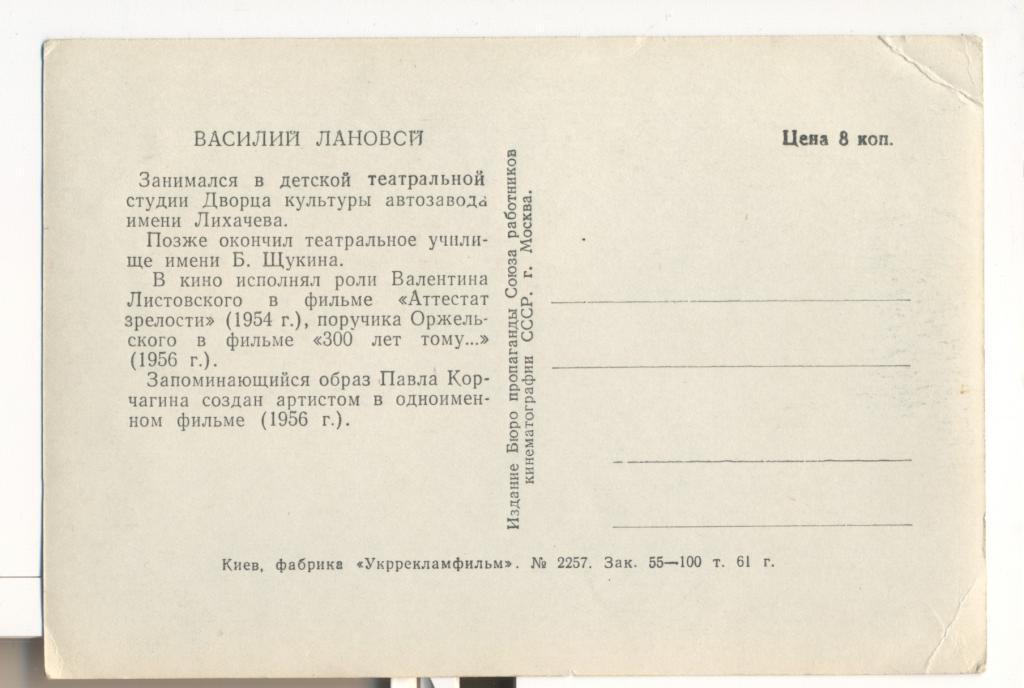 ВАСИЛИЙ ЛАНОВСЙ
Занимался в детской театральной
студии Дворца культуры автозавода
имени Лихачева.
Позже окончил театральное учили-
ще имени Б. Щукина.
В кино исполнял роли Валентина
Листовского в фильме «Аттестат
зрелости» (1954 г.), поручика Оржель-
ского в фильме «300 лет тому...»
(1956 г.).
Запоминающийся образ Павла Кор-
чагина создан артистом в одноимен-
ном фильме (1956 г.).
Издание Бюро пропаганды Союза работников
кинематографии СССР. г. Москва.
Цена 8 коп.
Киев, фабрика «Укррекламфильм». № 2257. Зак. 55—100 т. 61 г.